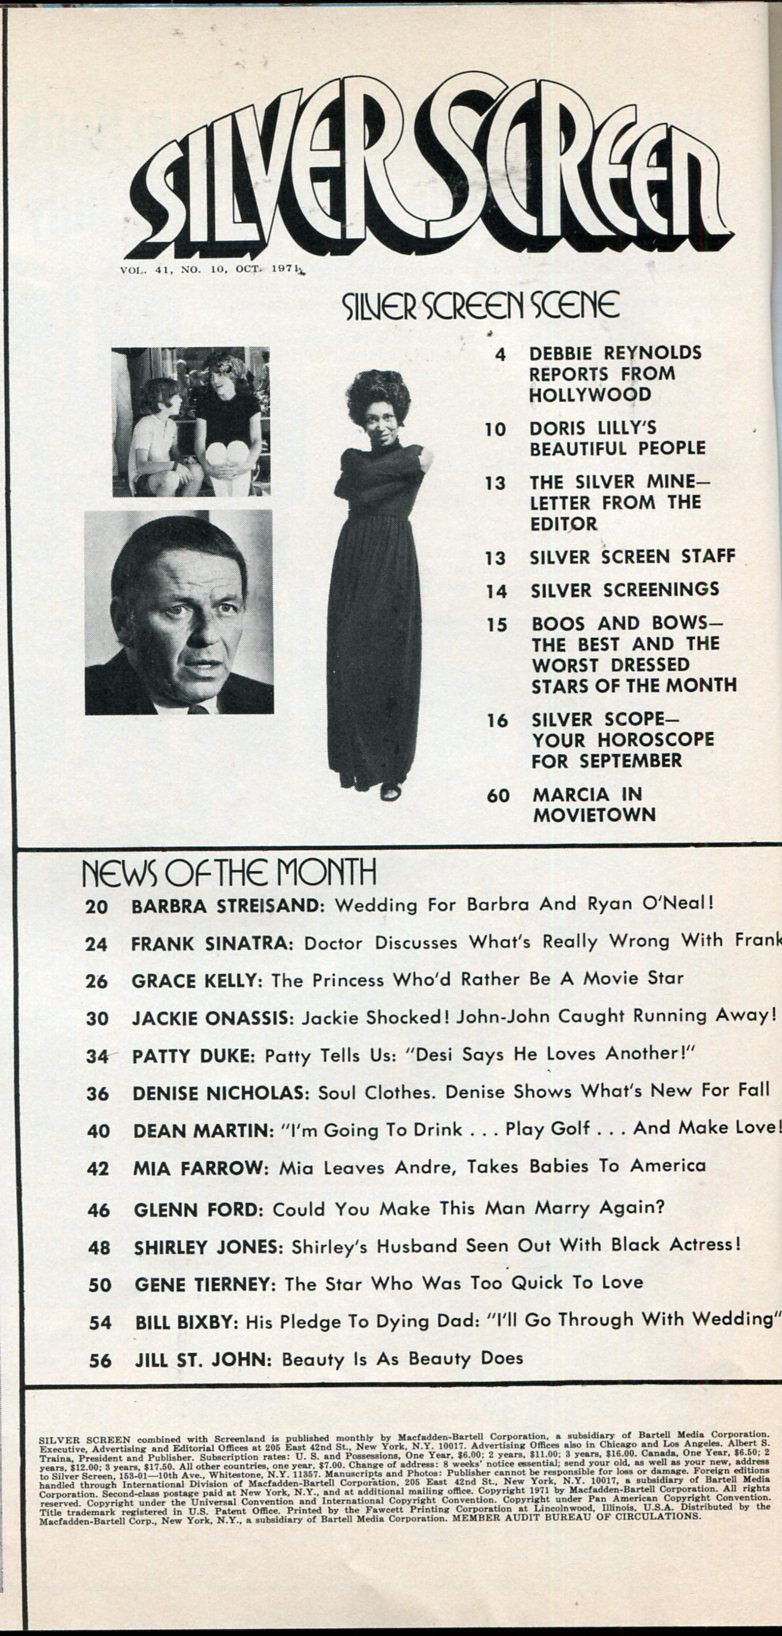 SILVER SCREEN
VOL. 41, NO. 10, OCT. 1971
SILVER SCREEN SCENE
4 DEBBIE REYNOLDS
REPORTS FROM
HOLLYWOOD
10 DORIS LILLY'S
BEAUTIFUL PEOPLE
13 THE SILVER MINE—
LETTER FROM THE
EDITOR
13 SILVER SCREEN STAFF
14 SILVER SCREENINGS
15 BOOS AND BOWS—
THE BEST AND THE
WORST DRESSED
STARS OF THE MONTH
16 SILVER SCOPE—
YOUR HOROSCOPE
FOR SEPTEMBER
60 MARCIA IN
MOVIETOWN
NEWS OF THE MONTH
20 BARBRA STREISAND: Wedding For Barbra And Ryan O'Neal!
24 FRANK SINATRA: Doctor Discusses What's Really Wrong With Frank
26 GRACE KELLY: The Princess Who'd Rather Be A Movie Star
30 JACKIE ONASSIS: Jackie Shocked! John-John Caught Running Away!
34 PATTY DUKE: Patty Tells Us: "Desi Says He Loves Another!"
36 DENISE NICHOLAS: Soul Clothes. Denise Shows What's New For Fall
40 DEAN MARTIN: "I'm Going To Drink . . . Play Golf . . . And Make Love!
42 MIA FARROW: Mia Leaves Andre, Takes Babies To America
46 GLENN FORD: Could You Make This Man Marry Again?
48 SHIRLEY JONES: Shirley's Husband Seen Out With Black Actress!
50 GENE TIERNEY: The Star Who Was Too Quick To Love
54 BILL BIXBY: His Pledge To Dying Dad: "I'll Go Through With Wedding"
56 JILL ST. JOHN: Beauty Is As Beauty Does
SILVER SCREEN combined with Screenland is published monthly by Macfadden-Bartell Corporation, a subsidiary of Bartell Media Corporation.
Executive, Advertising and Editorial Offices at 205 East 42nd St., New York, N.Y. 10017. Advertising Offices also in Chicago and Los Angeles. Albert S.
Traina, President and Publisher. Subscription rates: U. S. and Possessions, One Year, $6.00; 2 years, $11.00; 3 years, $16.00. Canada, One Year, $6.50; 2
years, $12.00; 3 years, $17.50. All other countries, one year, $7.00. Change of address: 8 weeks' notice essential; send your old, as well as your new, address
to Silver Screen, 153-01—10th Ave., Whitestone, N.Y. 11357. Manuscripts and Photos: Publisher cannot be responsible for loss or damage. Foreign editions
handled through International Division of Macfadden-Bartell Corporation, 205 East 42nd St., New York, N.Y. 10017, a subsidiary of Bartell Media
Corporation. Second-class postage paid at New York, N.Y., and at additional mailing office. Copyright 1971 by Macfadden-Bartell Corporation. All rights
reserved. Copyright under the Universal Convention and International Copyright Convention. Copyright under Pan American Copyright Convention.
Title trademark registered in U.S. Patent Office. Printed by the Fawcett Printing Corporation at Lincolnwood, Illinois, U.S.A. Distributed by the
Macfadden-Bartell Corp., New York, N.Y., a subsidiary of Bartell Media Corporation. MEMBER AUDIT BUREAU OF CIRCULATIONS.